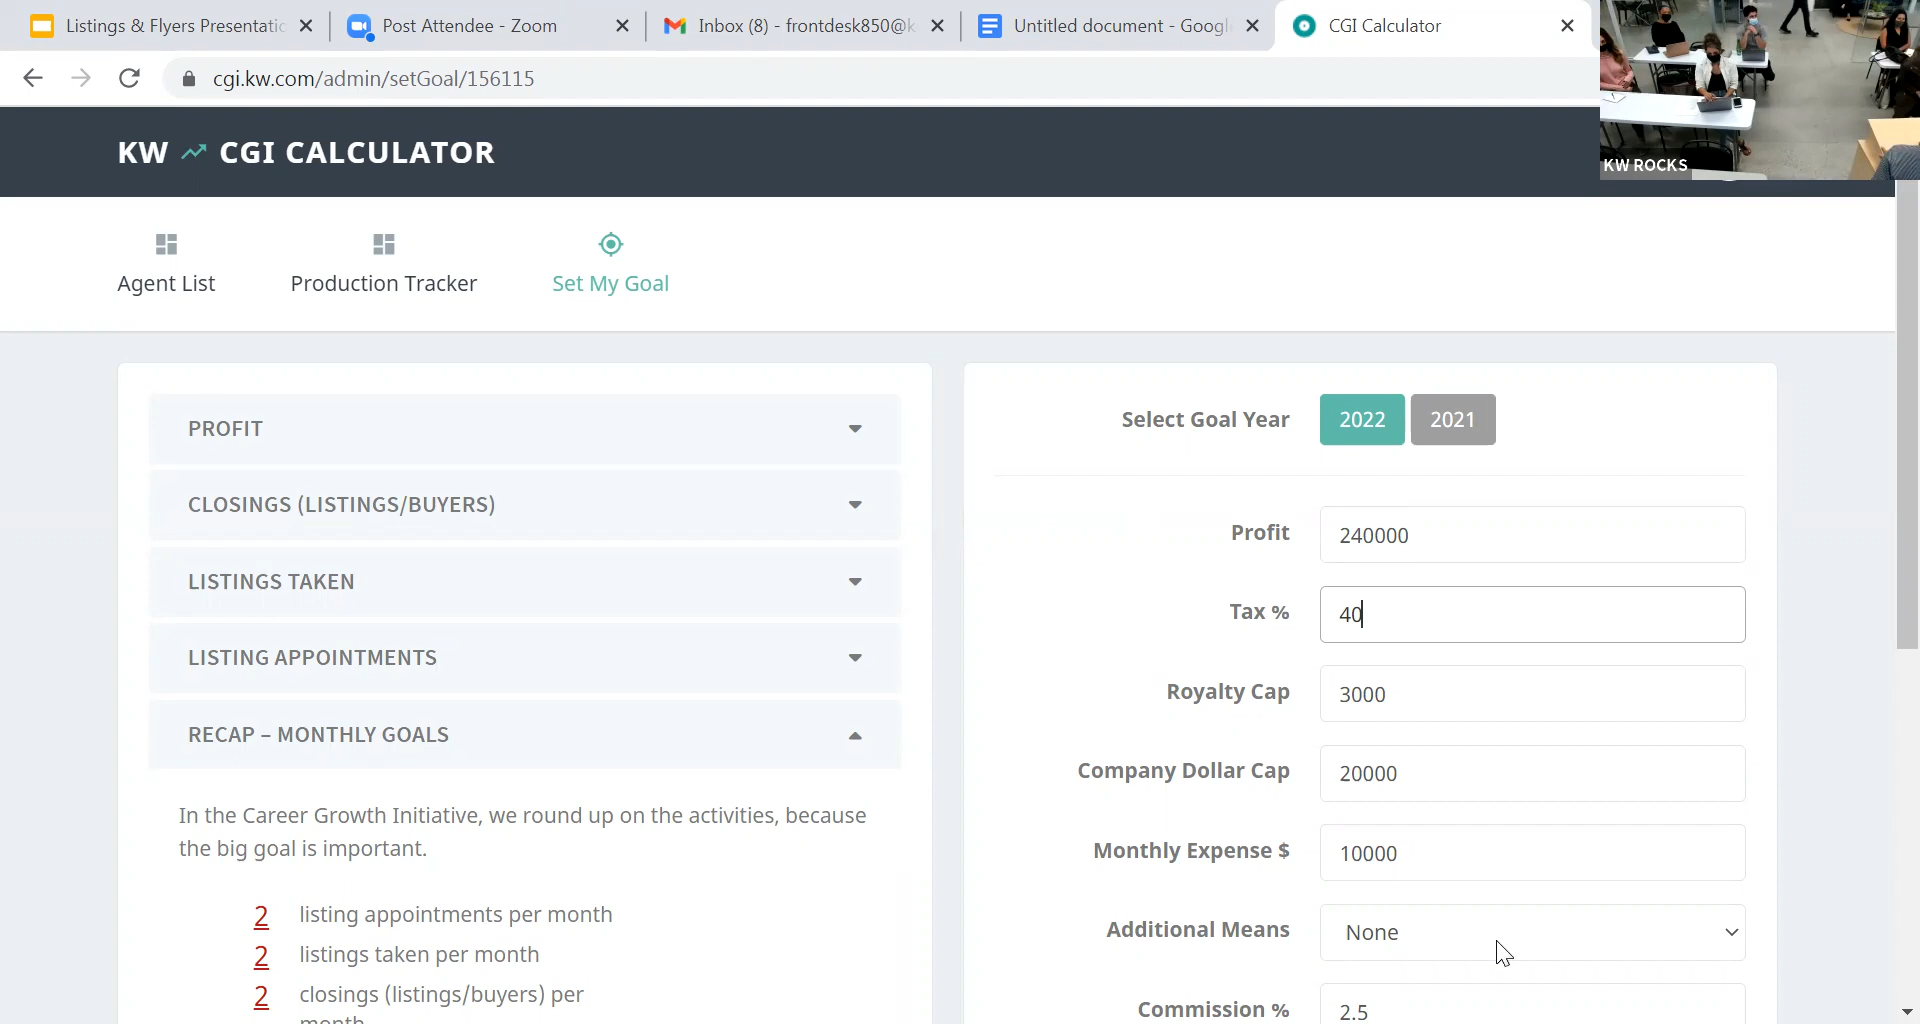 Listings & Flyers Presentatio
Post Attendee - Zoom
Inbox (8) - frontdesk850@k
Untitled document - Googl
CGI Calculator
cgi.kw.com/admin/setGoal/156115
KW CGI CALCULATOR
KW ROCKS
Agent List
Production Tracker
Set My Goal
PROFIT
CLOSINGS (LISTINGS/BUYERS)
LISTINGS TAKEN
LISTING APPOINTMENTS
RECAP – MONTHLY GOALS
In the Career Growth Initiative, we round up on the activities, because
the big goal is important.
2 listing appointments per month
2 listings taken per month
2 closings (listings/buyers) per
month
Select Goal Year 2022 2021
Profit 240000
Tax % 40
Royalty Cap 3000
Company Dollar Cap 20000
Monthly Expense $ 10000
Additional Means None
Commission % 2.5